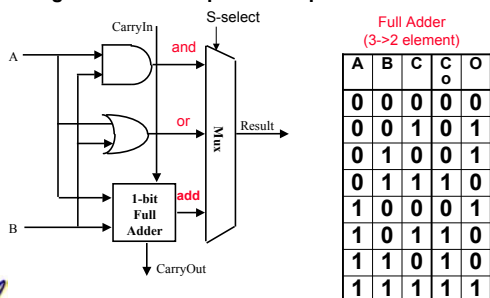 CarryIn
S-select
A
and
or
Mux
Result
add
1-bit
Full
Adder
B
CarryOut
Full Adder
(3->2 element)
A B C C O
o
0 0 0 0 0
0 0 1 0 1
0 1 0 0 1
0 1 1 1 0
1 0 0 0 1
1 0 1 1 0
1 1 0 1 0
1 1 1 1 1